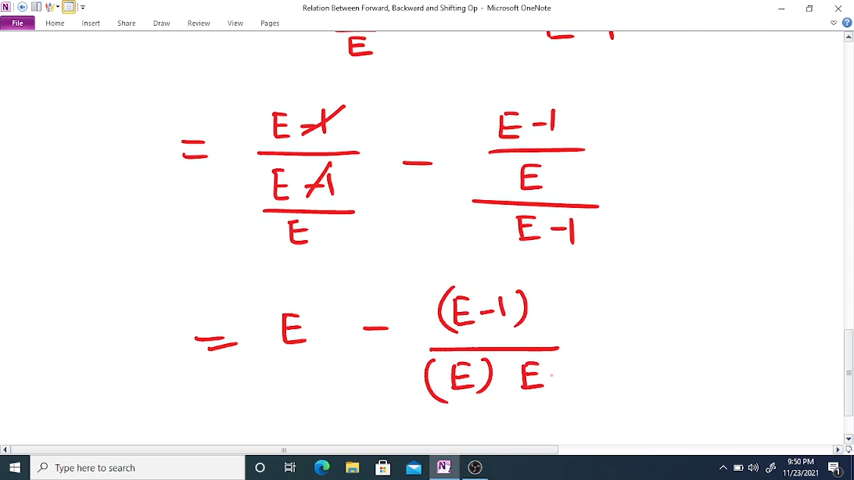 Relation Between Forward, Backward and Shifting Op - Microsoft OneNote
File Home Insert Share Draw History Review View Pages
E
= E-1 / (E-1 / E) - (E-1 / E) / E-1
= E - (E-1) / (E) E
Type here to search
9:50 PM
11/23/2021